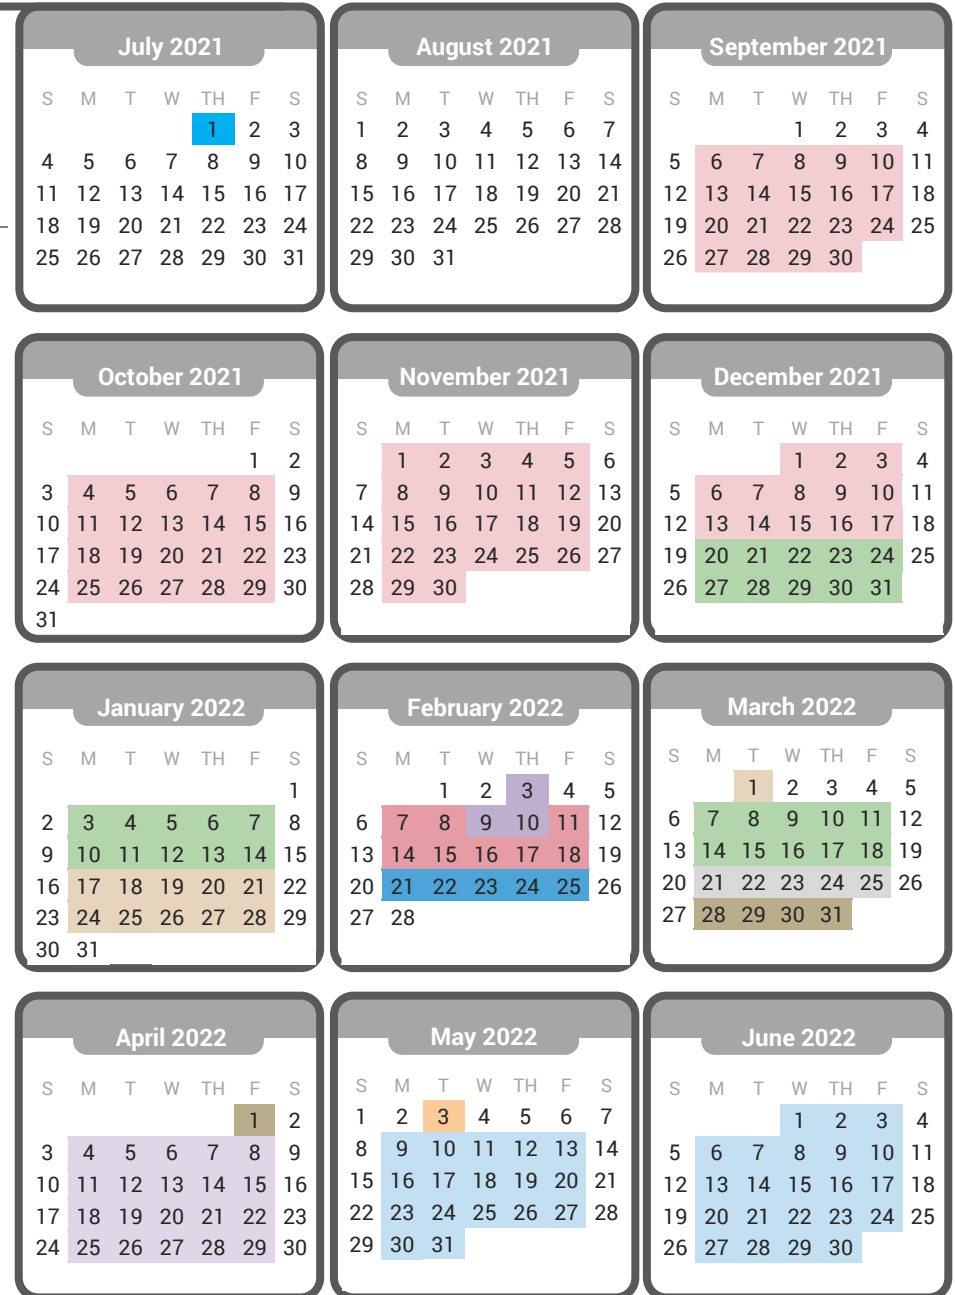 July 2021
S M T W TH F S
1 2 3
4 5 6 7 8 9 10
11 12 13 14 15 16 17
18 19 20 21 22 23 24
25 26 27 28 29 30 31
August 2021
S M T W TH F S
1 2 3 4 5 6 7
8 9 10 11 12 13 14
15 16 17 18 19 20 21
22 23 24 25 26 27 28
29 30 31
September 2021
S M T W TH F S
1 2 3 4
5 6 7 8 9 10 11
12 13 14 15 16 17 18
19 20 21 22 23 24 25
26 27 28 29 30
October 2021
S M T W TH F S
1 2
3 4 5 6 7 8 9
10 11 12 13 14 15 16
17 18 19 20 21 22 23
24 25 26 27 28 29 30
31
November 2021
S M T W TH F S
1 2 3 4 5 6
7 8 9 10 11 12 13
14 15 16 17 18 19 20
21 22 23 24 25 26 27
28 29 30
December 2021
S M T W TH F S
1 2 3 4
5 6 7 8 9 10 11
12 13 14 15 16 17 18
19 20 21 22 23 24 25
26 27 28 29 30 31
January 2022
S M T W TH F S
1
2 3 4 5 6 7 8
9 10 11 12 13 14 15
16 17 18 19 20 21 22
23 24 25 26 27 28 29
30 31
February 2022
S M T W TH F S
1 2 3 4 5
6 7 8 9 10 11 12
13 14 15 16 17 18 19
20 21 22 23 24 25 26
27 28
March 2022
S M T W TH F S
1 2 3 4 5
6 7 8 9 10 11 12
13 14 15 16 17 18 19
20 21 22 23 24 25 26
27 28 29 30 31
April 2022
S M T W TH F S
1 2
3 4 5 6 7 8 9
10 11 12 13 14 15 16
17 18 19 20 21 22 23
24 25 26 27 28 29 30
May 2022
S M T W TH F S
1 2 3 4 5 6 7
8 9 10 11 12 13 14
15 16 17 18 19 20 21
22 23 24 25 26 27 28
29 30 31
June 2022
S M T W TH F S
1 2 3 4
5 6 7 8 9 10 11
12 13 14 15 16 17 18
19 20 21 22 23 24 25
26 27 28 29 30